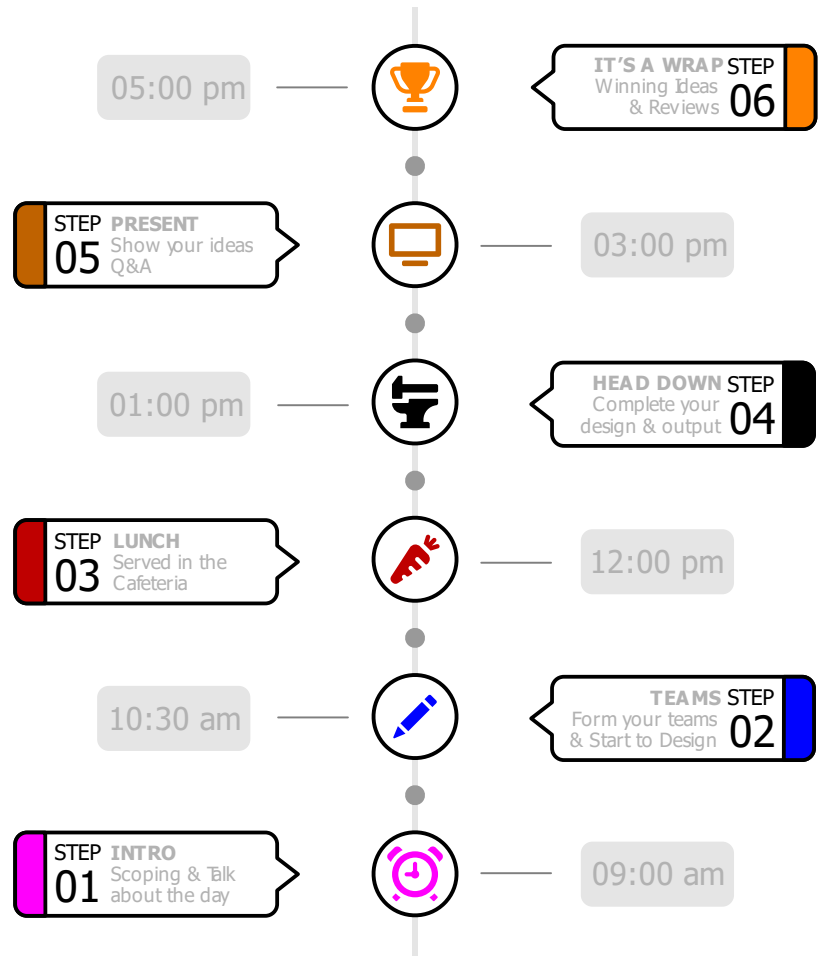 05:00 pm
IT'S A WRAP
Winning Ideas
& Reviews
STEP
06
STEP
05
PRESENT
Show your ideas
Q&A
03:00 pm
01:00 pm
HEAD DOWN
Complete your
design & output
STEP
04
STEP
03
LUNCH
Served in the
Cafeteria
12:00 pm
10:30 am
TEAMS
Form your teams
& Start to Design
STEP
02
STEP
01
INTRO
Scoping & Talk
about the day
09:00 am